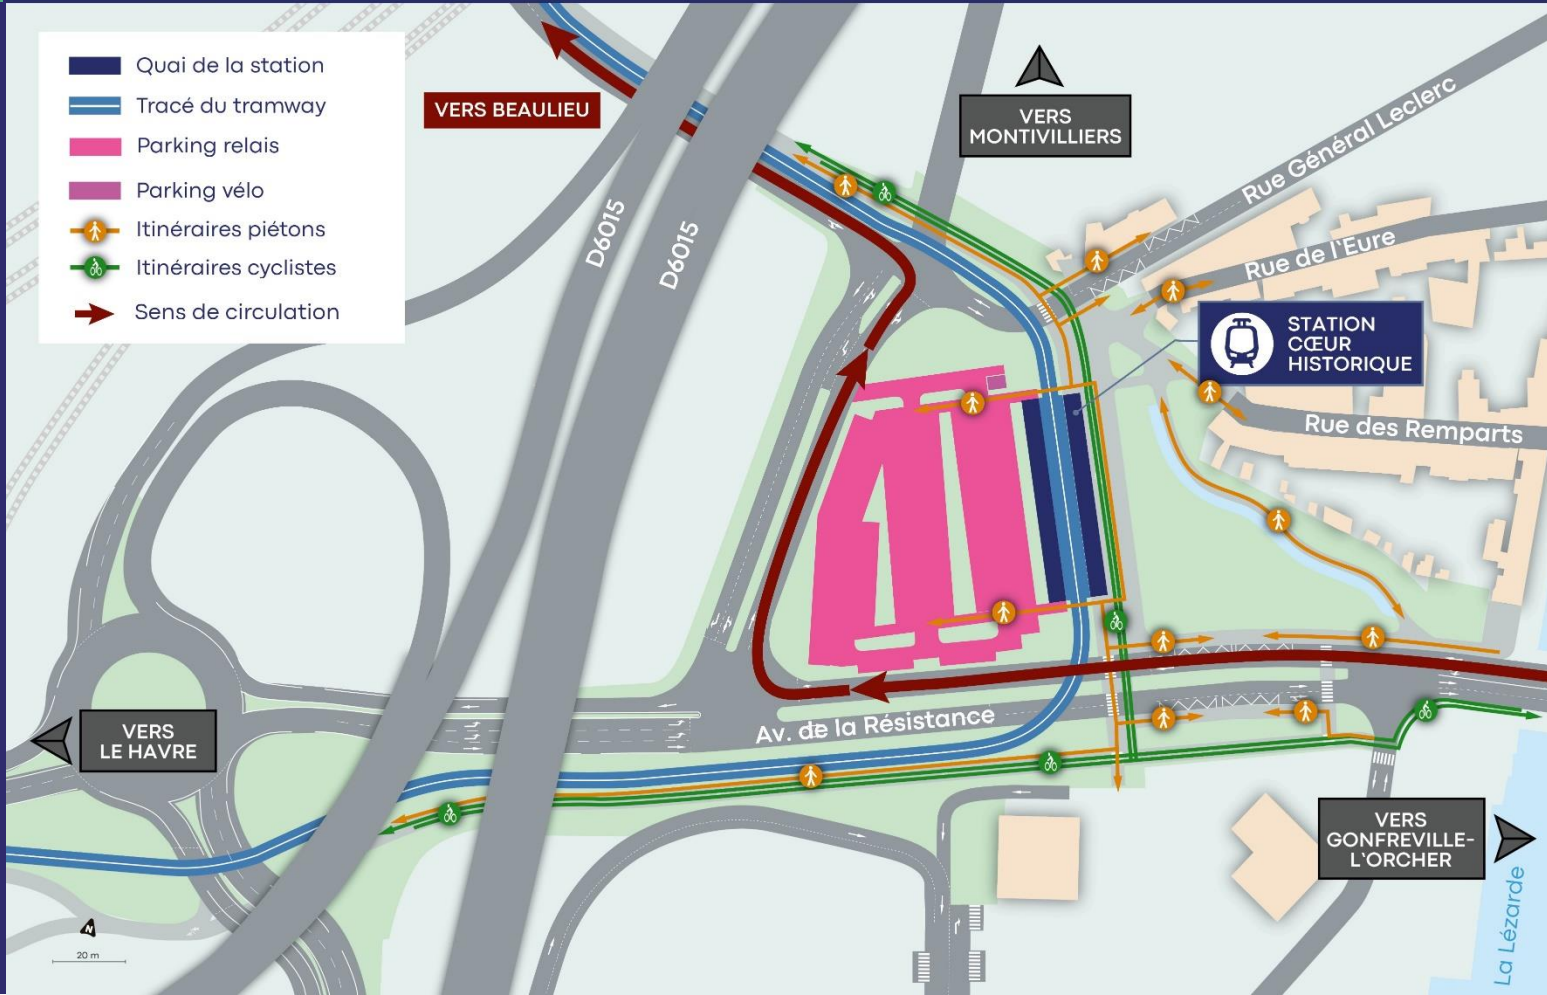 Quai de la station
Tracé du tramway
Parking relais
Parking vélo
Itinéraires piétons
Itinéraires cyclistes
Sens de circulation
VERS BEAULIEU
VERS
MONTIVILLIERS
Rue Général Leclerc
D6015
D6015
Rue de l'Eure
STATION
CŒUR
HISTORIQUE
Rue des Remparts
Av. de la Résistance
VERS
LE HAVRE
VERS
GONFREVILLE-
L'ORCHER
La Lézarde
N
20 m